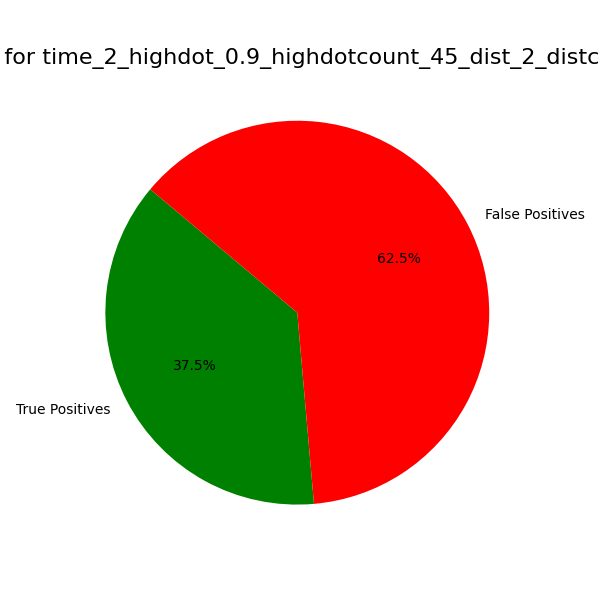 for time_2_highdot_0.9_highdotcount_45_dist_2_distc
False Positives
62.5%
37.5%
True Positives